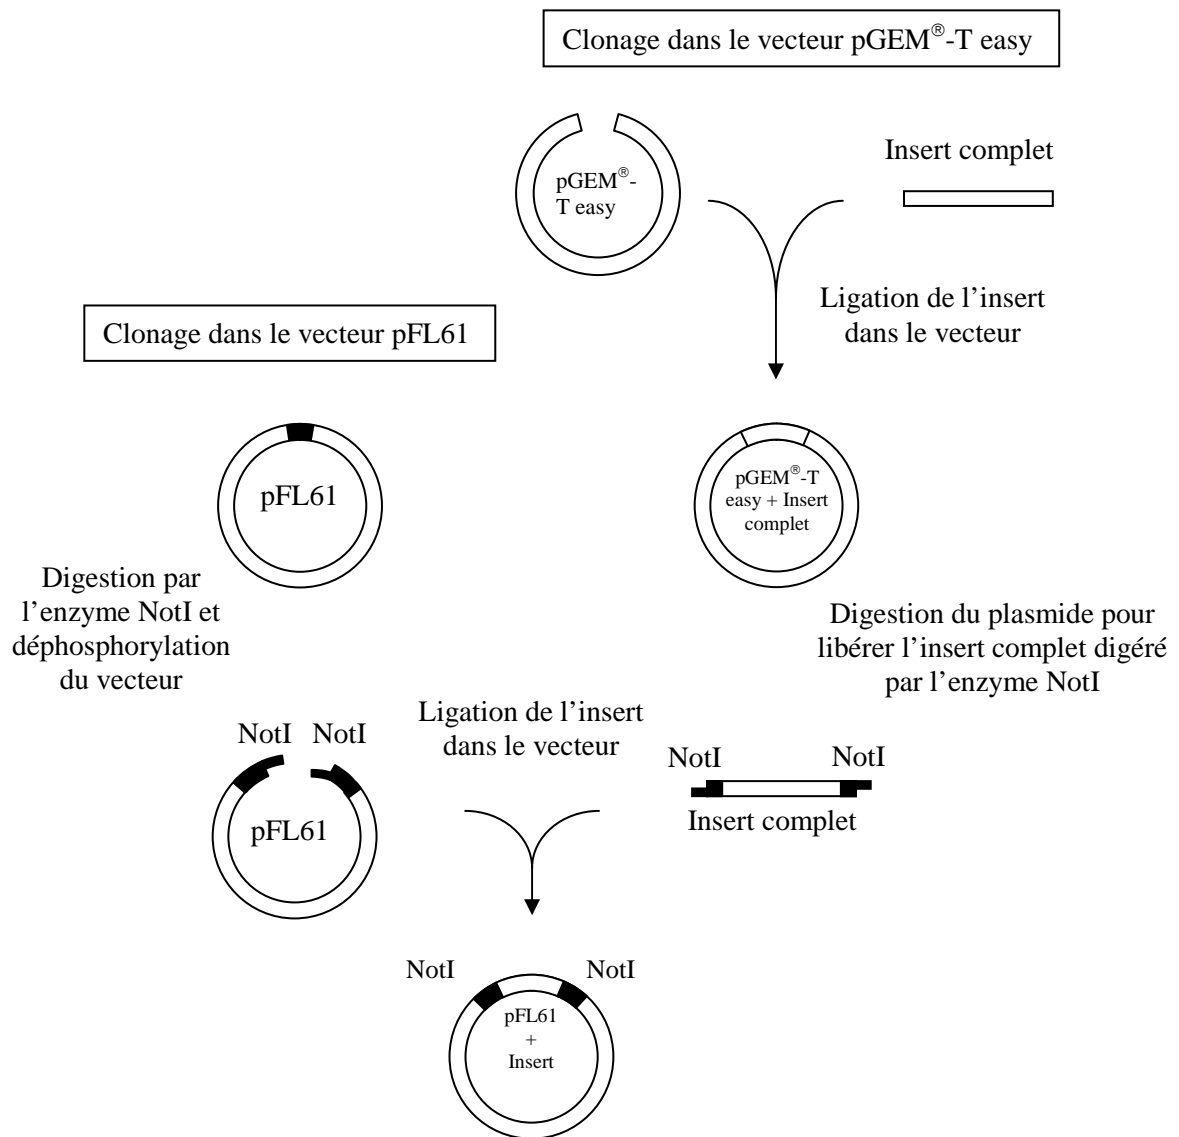 Clonage dans le vecteur pGEM®-T easy
pGEM®-
T easy
Insert complet
Ligation de l’insert
dans le vecteur
Clonage dans le vecteur pFL61
pFL61
pGEM®-T
easy + Insert
complet
Digestion par
l’enzyme NotI et
déphosphorylation
du vecteur
Digestion du plasmide pour
libérer l’insert complet digéré
par l’enzyme NotI
NotI NotI
pFL61
Ligation de l’insert
dans le vecteur
NotI NotI
Insert complet
NotI NotI
pFL61
+
Insert